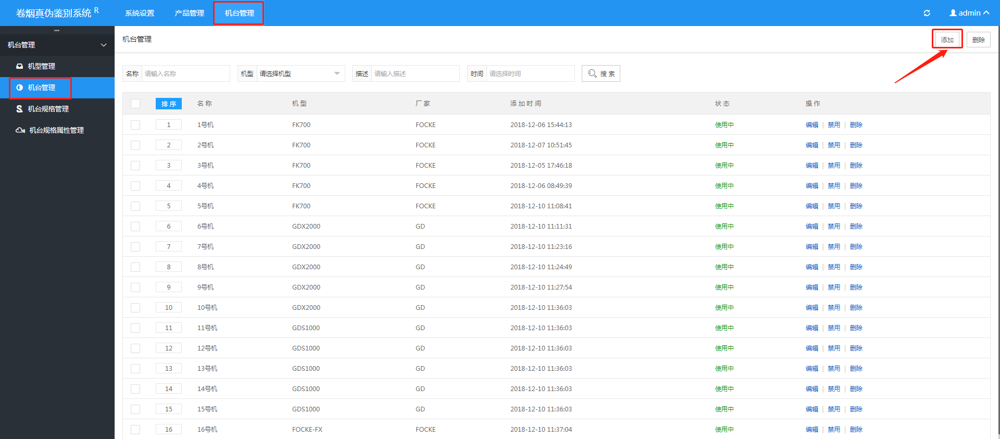 卷烟真伪鉴别系统 R 系统设置 产品管理 机台管理 admin
机台管理
机型管理
机台管理
机台规格管理
机台规格属性管理
机台管理 添加 删除
名称 请输入名称 机型 请选择机型 描述 请输入描述 时间 请选择时间 搜 索
排 序 名 称 机 型 厂 家 添 加 时 间 状 态 操 作
1 1号机 FK700 FOCKE 2018-12-06 15:44:13 使用中 编辑 | 禁用 | 删除
2 2号机 FK700 FOCKE 2018-12-07 10:51:45 使用中 编辑 | 禁用 | 删除
3 3号机 FK700 FOCKE 2018-12-05 17:46:18 使用中 编辑 | 禁用 | 删除
4 4号机 FK700 FOCKE 2018-12-06 08:49:39 使用中 编辑 | 禁用 | 删除
5 5号机 FK700 FOCKE 2018-12-10 11:08:41 使用中 编辑 | 禁用 | 删除
6 6号机 GDX2000 GD 2018-12-10 11:11:31 使用中 编辑 | 禁用 | 删除
7 7号机 GDX2000 GD 2018-12-10 11:23:16 使用中 编辑 | 禁用 | 删除
8 8号机 GDX2000 GD 2018-12-10 11:24:49 使用中 编辑 | 禁用 | 删除
9 9号机 GDX2000 GD 2018-12-10 11:27:54 使用中 编辑 | 禁用 | 删除
10 10号机 GDX2000 GD 2018-12-10 11:36:03 使用中 编辑 | 禁用 | 删除
11 11号机 GDS1000 GD 2018-12-10 11:36:03 使用中 编辑 | 禁用 | 删除
12 12号机 GDS1000 GD 2018-12-10 11:36:03 使用中 编辑 | 禁用 | 删除
13 13号机 GDS1000 GD 2018-12-10 11:36:03 使用中 编辑 | 禁用 | 删除
14 14号机 GDS1000 GD 2018-12-10 11:36:03 使用中 编辑 | 禁用 | 删除
15 15号机 GDS1000 GD 2018-12-10 11:36:03 使用中 编辑 | 禁用 | 删除
16 16号机 FOCKE-FX FOCKE 2018-12-10 11:37:04 使用中 编辑 | 禁用 | 删除